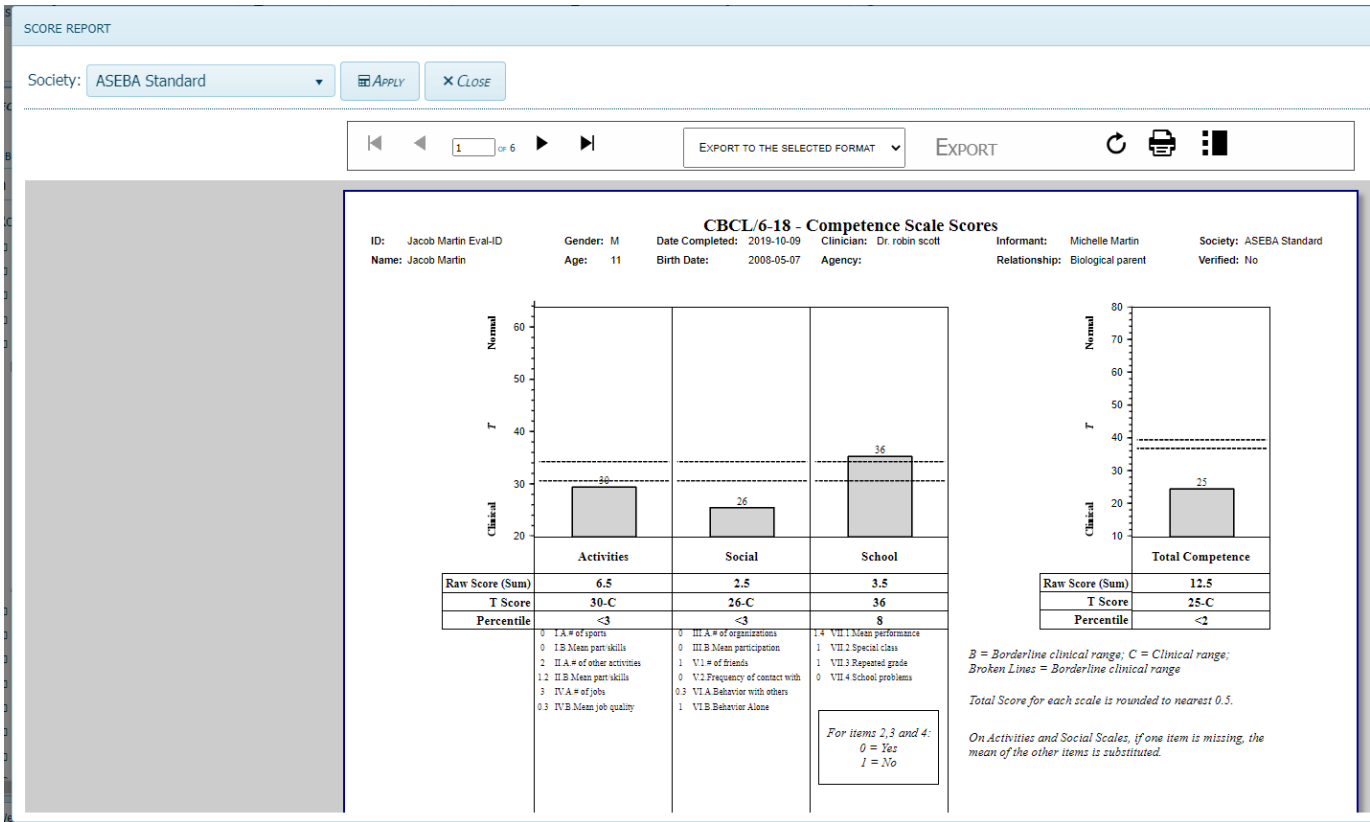 SCORE REPORT
Society: ASEBA Standard APPLY × CLOSE
1 OF 6 EXPORT TO THE SELECTED FORMAT EXPORT
CBCL/6-18 - Competence Scale Scores
ID: Jacob Martin Eval-ID Gender: M Date Completed: 2019-10-09 Clinician: Dr. robin scott Informant: Michelle Martin Society: ASEBA Standard
Name: Jacob Martin Age: 11 Birth Date: 2008-05-07 Agency: Relationship: Biological parent Verified: No
Normal
T
Clinical
60
50
40
30
20
30
26
36
Activities Social School
Raw Score (Sum) 6.5 2.5 3.5
T Score 30-C 26-C 36
Percentile <3 <3 8
0 I.A.# of sports
0 I.B.Mean part/skills
2 II.A.# of other activities
1.2 II.B.Mean part/skills
3 IV.A.# of jobs
0.3 IV.B.Mean job quality
0 III.A.# of organizations
0 III.B.Mean participation
1 V.1.# of friends
0 V.2.Frequency of contact with
0.3 VI.A.Behavior with others
1 VI.B.Behavior Alone
1.4 VII.1.Mean performance
1 VII.2.Special class
1 VII.3.Repeated grade
0 VII.4.School problems
For items 2,3 and 4:
0 = Yes
1 = No
Normal
T
Clinical
80
70
60
50
40
30
20
10
25
Total Competence
Raw Score (Sum) 12.5
T Score 25-C
Percentile <2
B = Borderline clinical range; C = Clinical range;
Broken Lines = Borderline clinical range
Total Score for each scale is rounded to nearest 0.5.
On Activities and Social Scales, if one item is missing, the
mean of the other items is substituted.